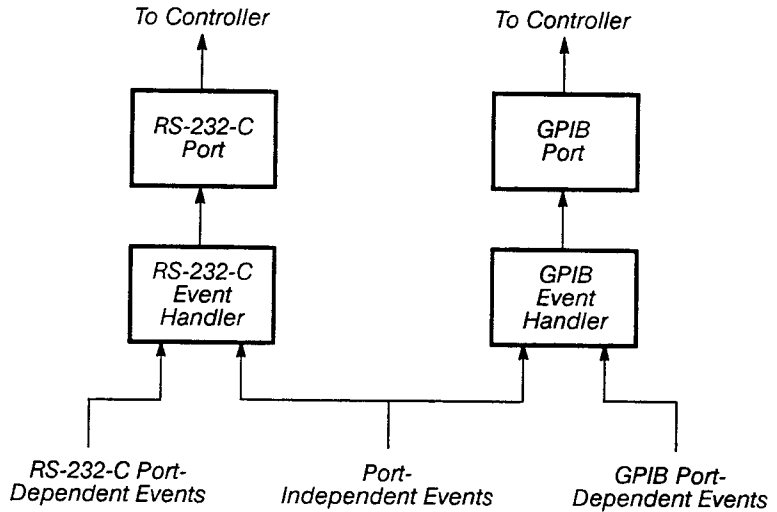 To Controller
To Controller
RS-232-C
Port
GPIB
Port
RS-232-C
Event
Handler
GPIB
Event
Handler
RS-232-C Port-
Dependent Events
Port-
Independent Events
GPIB Port-
Dependent Events